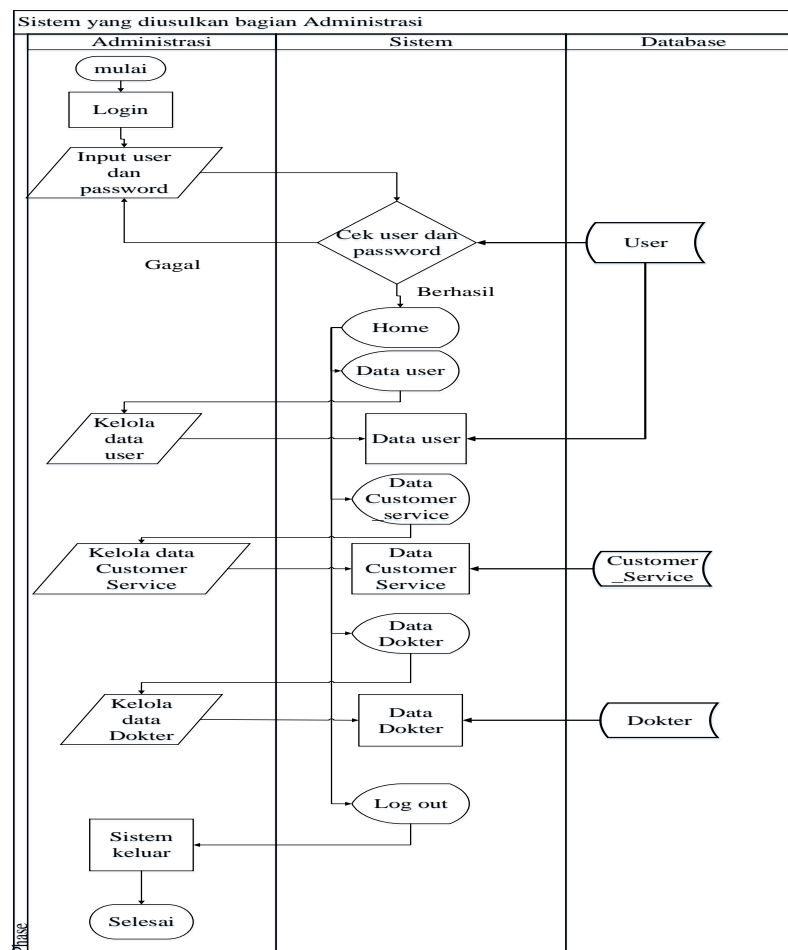 Sistem yang diusulkan bagian Administrasi
Administrasi
Sistem
Database
mulai
Login
Input user
dan
password
Cek user dan
password
User
Gagal
Berhasil
Home
Data user
Kelola
data
user
Data user
Data
Customer
_service
Kelola data
Customer
Service
Data
Customer
Service
Customer
_Service
Data
Dokter
Kelola
data
Dokter
Data
Dokter
Dokter
Log out
Sistem
keluar
Selesai
Phase